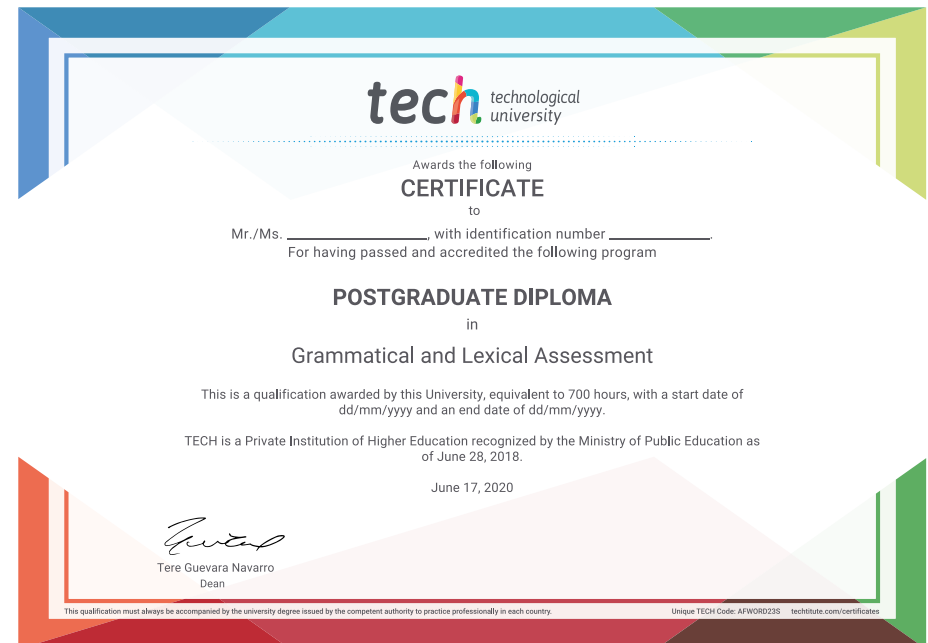 tech technological
university
Awards the following
CERTIFICATE
to
Mr./Ms. ____________________, with identification number ______________.
For having passed and accredited the following program
POSTGRADUATE DIPLOMA
in
Grammatical and Lexical Assessment
This is a qualification awarded by this University, equivalent to 700 hours, with a start date of
dd/mm/yyyy and an end date of dd/mm/yyyy.
TECH is a Private Institution of Higher Education recognized by the Ministry of Public Education as
of June 28, 2018.
June 17, 2020
Tere Guevara Navarro
Dean
This qualification must always be accompanied by the university degree issued by the competent authority to practice professionally in each country. Unique TECH Code: AFWORD23S techtitute.com/certificates